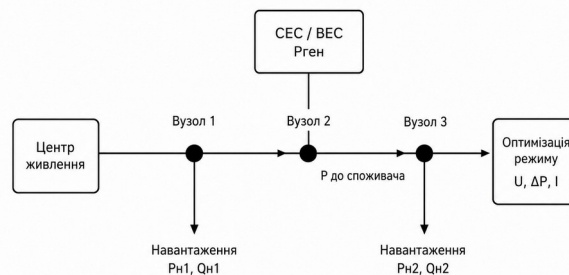 СЕС / ВЕС
Pген
Вузол 1
Вузол 2
Вузол 3
Центр
живлення
Оптимізація
режиму
U, ΔP, I
P до споживача
Навантаження
Pн1, Qн1
Навантаження
Pн2, Qн2